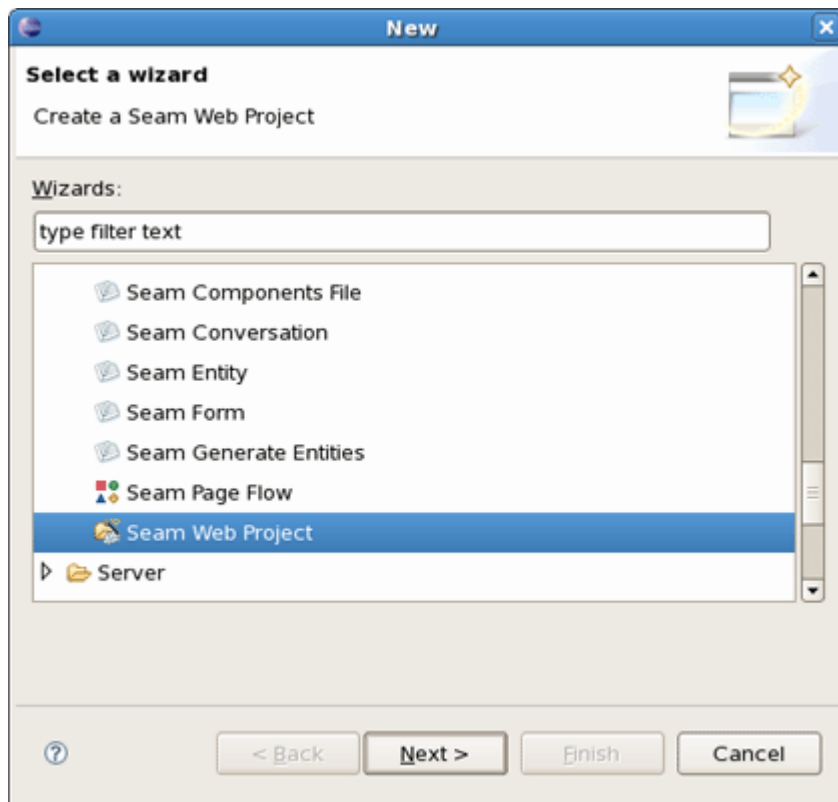 New
Select a wizard
Create a Seam Web Project
Wizards:
type filter text
Seam Components File
Seam Conversation
Seam Entity
Seam Form
Seam Generate Entities
Seam Page Flow
Seam Web Project
Server
? < Back Next > Finish Cancel